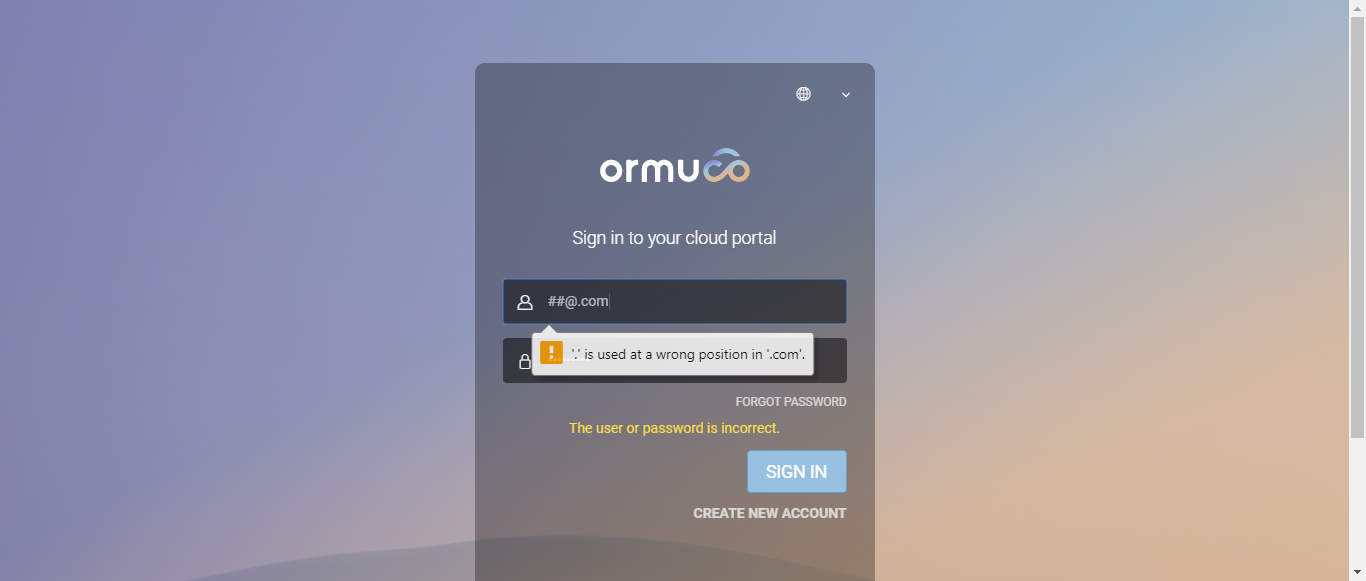 ormuco
Sign in to your cloud portal
##@.com
'.' is used at a wrong position in '.com'.
FORGOT PASSWORD
The user or password is incorrect.
SIGN IN
CREATE NEW ACCOUNT